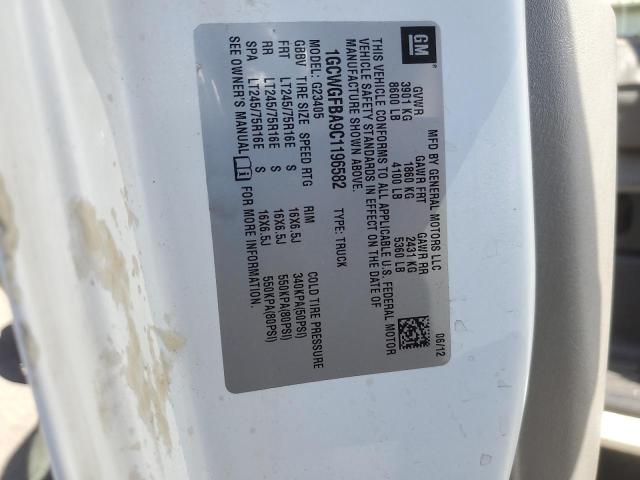 GM
MFD BY GENERAL MOTORS LLC
06/12
GVWR GAWR FRT GAWR RR
3901 KG 1860 KG 2431 KG
8600 LB 4100 LB 5360 LB
THIS VEHICLE CONFORMS TO ALL APPLICABLE U.S. FEDERAL MOTOR
VEHICLE SAFETY STANDARDS IN EFFECT ON THE DATE OF
MANUFACTURE SHOWN ABOVE.
1GCWGFBA9C1196582 TYPE: TRUCK
MODEL: G23405
GBBV TIRE SIZE SPEED RTG RIM COLD TIRE PRESSURE
FRT LT245/75R16E S 16X6.5J 340KPA(50PSI)
RR LT245/75R16E S 16X6.5J 550KPA(80PSI)
SPA LT245/75R16E S 16X6.5J 550KPA(80PSI)
SEE OWNER'S MANUAL FOR MORE INFORMATION.